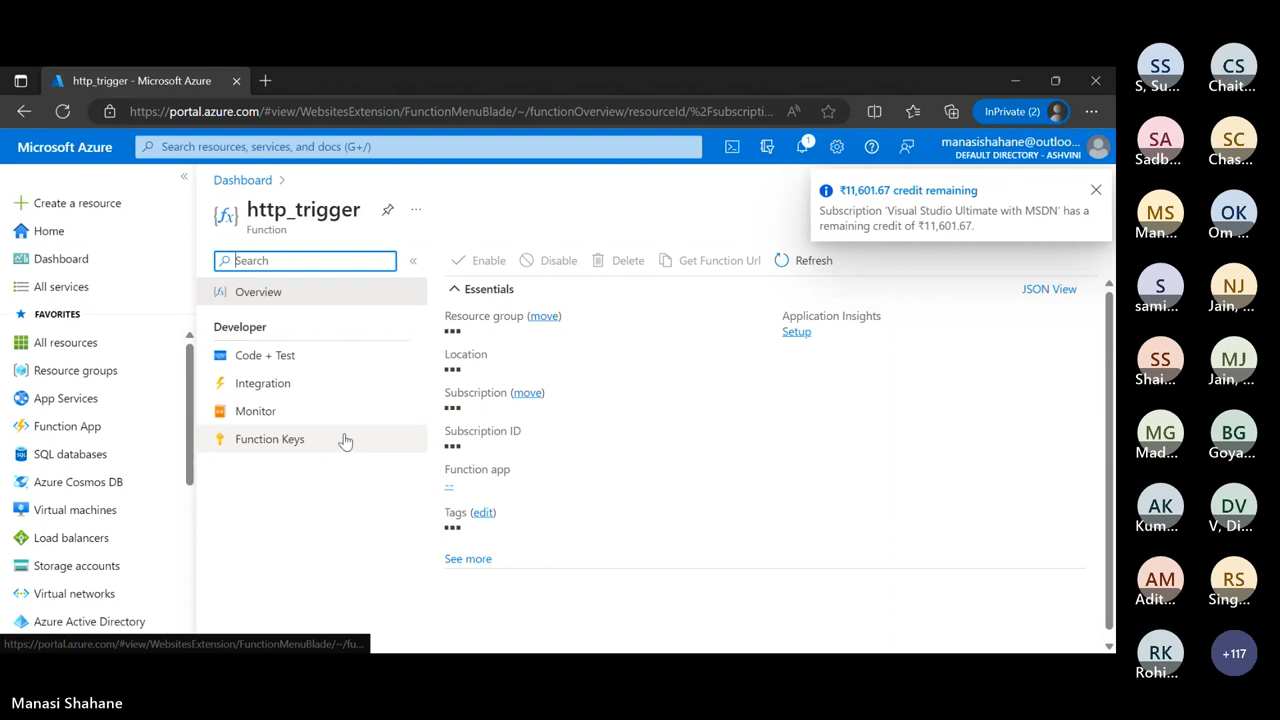 http_trigger - Microsoft Azure
https://portal.azure.com/#view/WebsitesExtension/FunctionMenuBlade/~/functionOverview/resourceId/%2Fsubscripti...
InPrivate (2)
Microsoft Azure
Search resources, services, and docs (G+/)
1
manasishahane@outloo...
DEFAULT DIRECTORY - ASHVINI
Create a resource
Home
Dashboard
All services
FAVORITES
All resources
Resource groups
App Services
Function App
SQL databases
Azure Cosmos DB
Virtual machines
Load balancers
Storage accounts
Virtual networks
Azure Active Directory
https://portal.azure.com/#view/WebsitesExtension/FunctionMenuBlade/~/fu...
Dashboard
http_trigger
Function
Search
Overview
Developer
Code + Test
Integration
Monitor
Function Keys
₹11,601.67 credit remaining
Subscription 'Visual Studio Ultimate with MSDN' has a
remaining credit of ₹11,601.67.
Enable
Disable
Delete
Get Function Url
Refresh
Essentials
JSON View
Resource group (move)
Location
Subscription (move)
Subscription ID
Function app
--
Tags (edit)
See more
Application Insights
Setup
SS
S, Su...
CS
Chait...
SA
Sadb...
SC
Chas...
MS
Man...
OK
Om ...
S
sami...
NJ
Jain, ...
SS
Shai...
MJ
Jain, ...
MG
Mad...
BG
Goya...
AK
Kum...
DV
V, Di...
AM
Adit...
RS
Sing...
RK
Rohi...
+117
Manasi Shahane